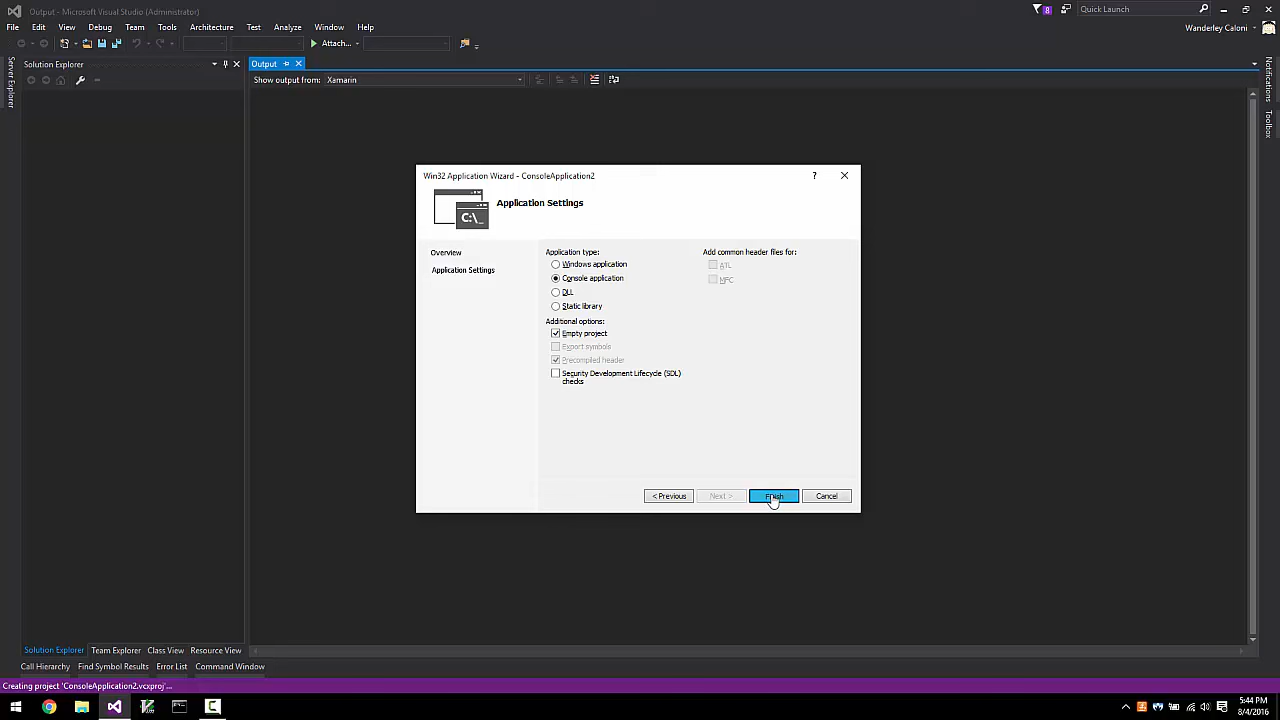 Output - Microsoft Visual Studio (Administrator)
8
Quick Launch
File Edit View Debug Team Tools Architecture Test Analyze Window Help
Wanderley Caloni
Attach...
Server Explorer
Solution Explorer
Output
Show output from: Xamarin
Notifications
Toolbox
Win32 Application Wizard - ConsoleApplication2
?
C:\_
Application Settings
Overview
Application Settings
Application type:
Windows application
Console application
DLL
Static library
Additional options:
Empty project
Export symbols
Precompiled header
Security Development Lifecycle (SDL)
checks
Add common header files for:
ATL
MFC
< Previous Next > Finish Cancel
Solution Explorer Team Explorer Class View Resource View
Call Hierarchy Find Symbol Results Error List Command Window
Creating project 'ConsoleApplication2.vcxproj'...
5:44 PM
8/4/2016